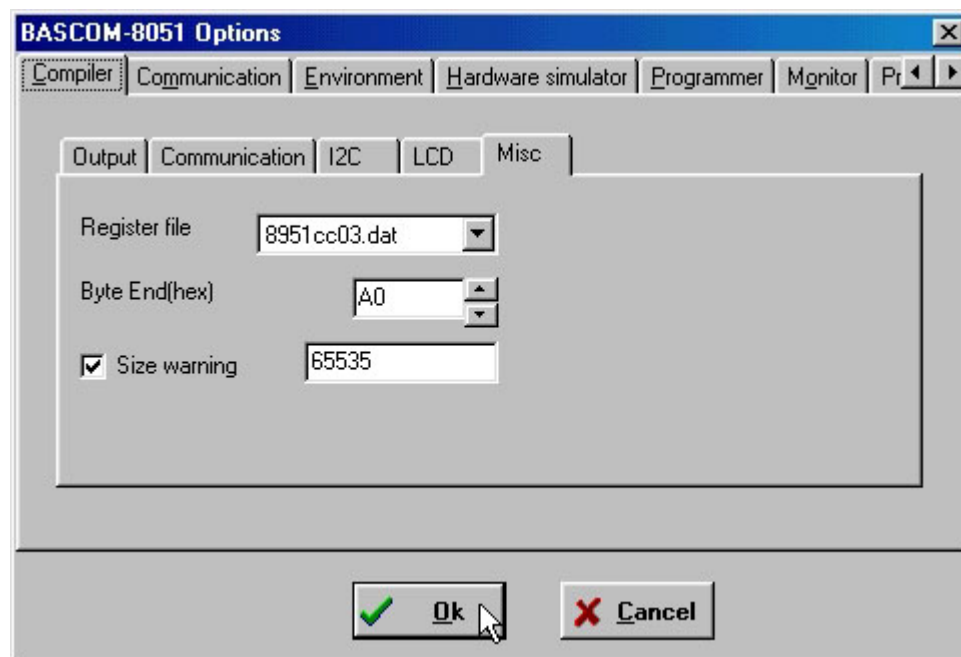 BASCOM-8051 Options
Compiler Communication Environment Hardware simulator Programmer Monitor Pr
Output Communication I2C LCD Misc
Register file 8951cc03.dat
Byte End(hex) A0
Size warning 65535
Ok Cancel